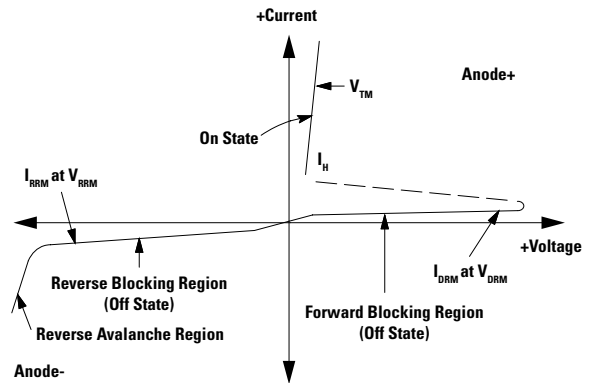 +Current
Anode+
V_TM
On State
I_H
I_RRM at V_RRM
+Voltage
I_DRM at V_DRM
Reverse Blocking Region
(Off State)
Forward Blocking Region
(Off State)
Reverse Avalanche Region
Anode-